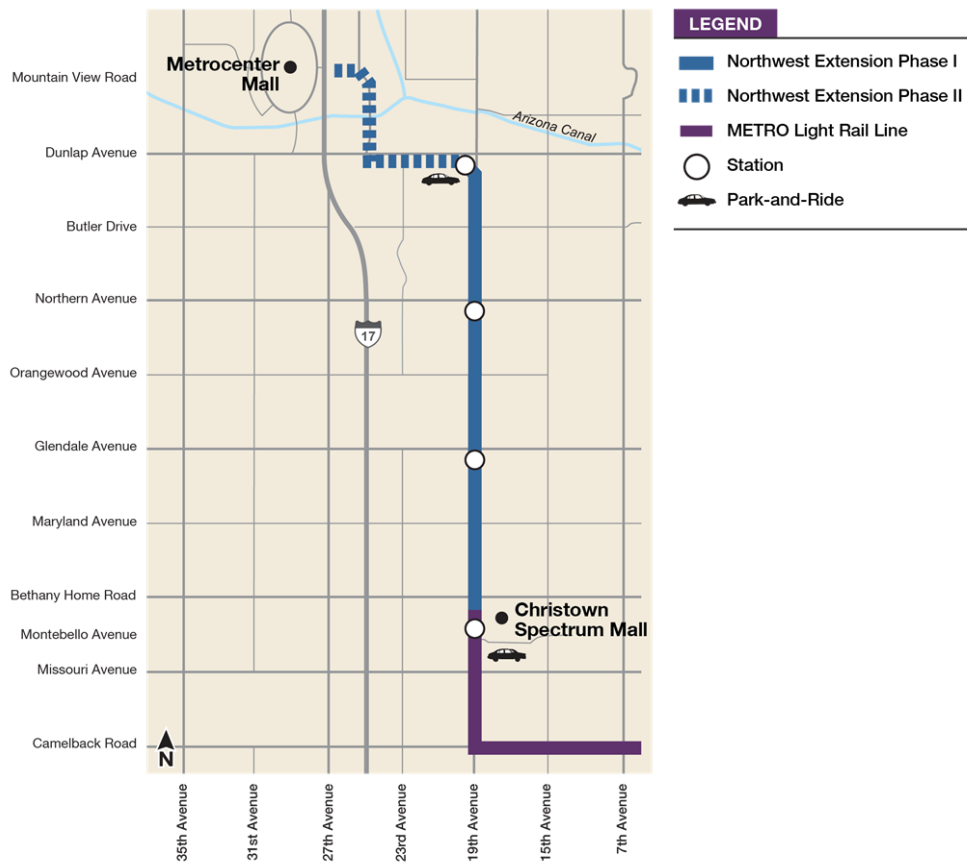 LEGEND
Northwest Extension Phase I
Northwest Extension Phase II
METRO Light Rail Line
Station
Park-and-Ride
Metrocenter
Mall
Arizona Canal
17
Christown
Spectrum Mall
N
Mountain View Road
Dunlap Avenue
Butler Drive
Northern Avenue
Orangewood Avenue
Glendale Avenue
Maryland Avenue
Bethany Home Road
Montebello Avenue
Missouri Avenue
Camelback Road
35th Avenue
31st Avenue
27th Avenue
23rd Avenue
19th Avenue
15th Avenue
7th Avenue